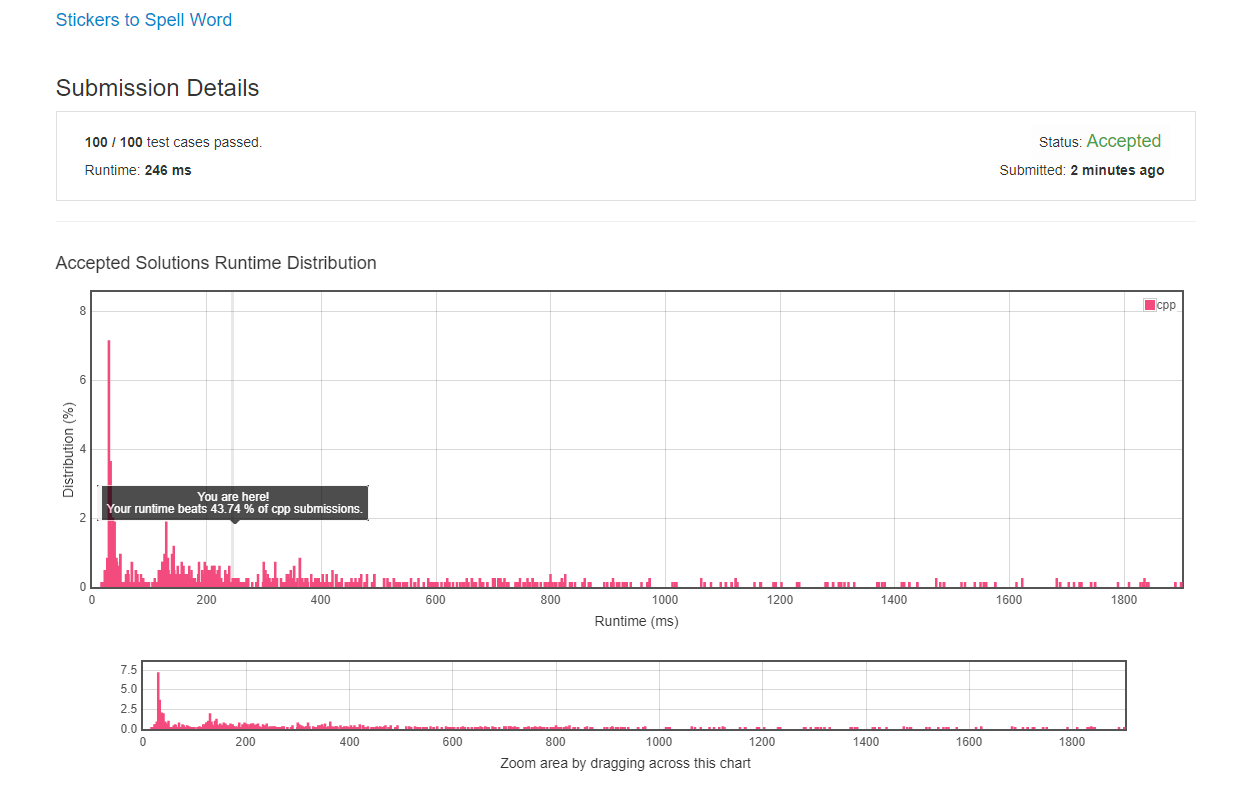 Stickers to Spell Word
Submission Details
100 / 100 test cases passed.
Status: Accepted
Runtime: 246 ms
Submitted: 2 minutes ago
Accepted Solutions Runtime Distribution
cpp
8
6
4
2
0
Distribution (%)
You are here!
Your runtime beats 43.74 % of cpp submissions.
0 200 400 600 800 1000 1200 1400 1600 1800
Runtime (ms)
7.5
5.0
2.5
0.0
0 200 400 600 800 1000 1200 1400 1600 1800
Zoom area by dragging across this chart